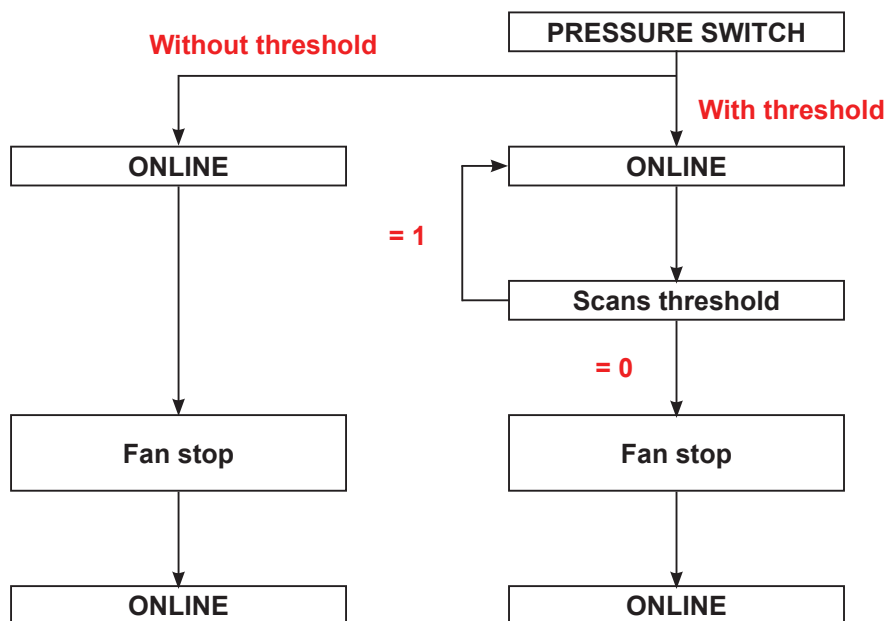 PRESSURE SWITCH
Without threshold
With threshold
ONLINE
ONLINE
= 1
Scans threshold
= 0
Fan stop
Fan stop
ONLINE
ONLINE